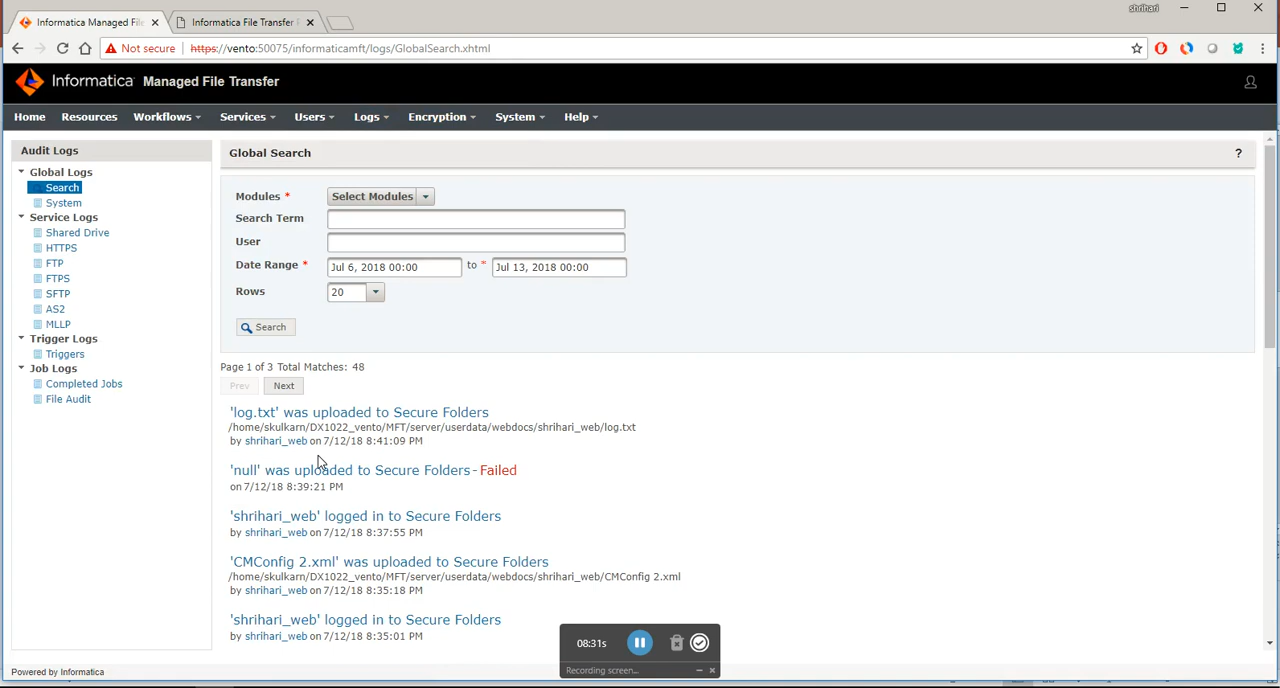 shrihari
Informatica Managed File
Informatica File Transfer
Not secure https://vento:50075/informaticamft/logs/GlobalSearch.xhtml
Informatica Managed File Transfer
Home Resources Workflows Services Users Logs Encryption System Help
Audit Logs
Global Logs
Search
System
Service Logs
Shared Drive
HTTPS
FTP
FTPS
SFTP
AS2
MLLP
Trigger Logs
Triggers
Job Logs
Completed Jobs
File Audit
Global Search ?
Modules * Select Modules
Search Term
User
Date Range * Jul 6, 2018 00:00 to * Jul 13, 2018 00:00
Rows 20
Search
Page 1 of 3 Total Matches: 48
Prev Next
'log.txt' was uploaded to Secure Folders
/home/skulkarn/DX1022_vento/MFT/server/userdata/webdocs/shrihari_web/log.txt
by shrihari_web on 7/12/18 8:41:09 PM
'null' was uploaded to Secure Folders - Failed
on 7/12/18 8:39:21 PM
'shrihari_web' logged in to Secure Folders
by shrihari_web on 7/12/18 8:37:55 PM
'CMConfig 2.xml' was uploaded to Secure Folders
/home/skulkarn/DX1022_vento/MFT/server/userdata/webdocs/shrihari_web/CMConfig 2.xml
by shrihari_web on 7/12/18 8:35:18 PM
'shrihari_web' logged in to Secure Folders
by shrihari_web on 7/12/18 8:35:01 PM
08:31s
Recording screen...
Powered by Informatica